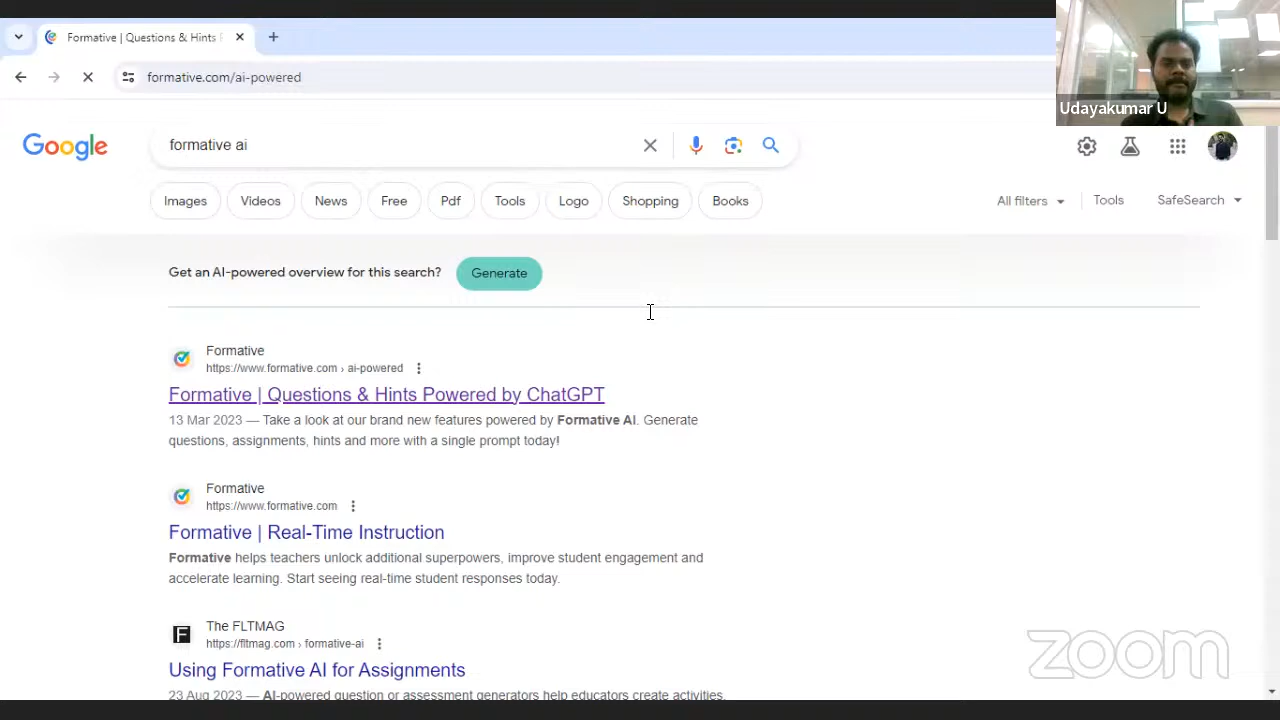 Formative | Questions & Hints
formative.com/ai-powered
Udayakumar U
Google
formative ai
Images
Videos
News
Free
Pdf
Tools
Logo
Shopping
Books
All filters
Tools
SafeSearch
Get an AI-powered overview for this search?
Generate
Formative
https://www.formative.com › ai-powered
Formative | Questions & Hints Powered by ChatGPT
13 Mar 2023 — Take a look at our brand new features powered by Formative AI. Generate
questions, assignments, hints and more with a single prompt today!
Formative
https://www.formative.com
Formative | Real-Time Instruction
Formative helps teachers unlock additional superpowers, improve student engagement and
accelerate learning. Start seeing real-time student responses today.
The FLTMAG
https://fltmag.com › formative-ai
F
Using Formative AI for Assignments
23 Aug 2023 — AI-powered question or assessment generators help educators create activities,
zoom